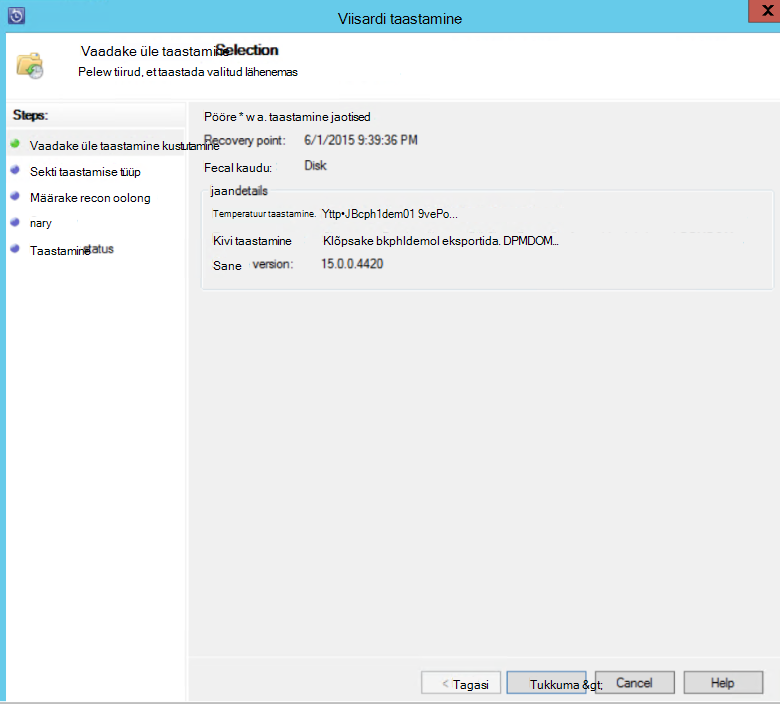 Viisardi taastamine
X
Vaadake üle taastamine Selection
Pelew tiirud, et taastada valitud lähenemas
Steps:
Vaadake üle taastamine kustutamine
Sekti taastamise tüüp
Määrake recon oolong
nary
Taastamine status
Pööre * w a. taastamine jaotised
Recovery point: 6/1/2015 9:39:36 PM
Fecal kaudu: Disk
jaandetails
Temperatuur taastamine. Yttp•JBcph1dem01 9vePo...
Kivi taastamine Klõpsake bkphldemol eksportida. DPMDOM...
Sane version: 15.0.0.4420
< Tagasi
Tukkuma &gt;
Cancel
Help